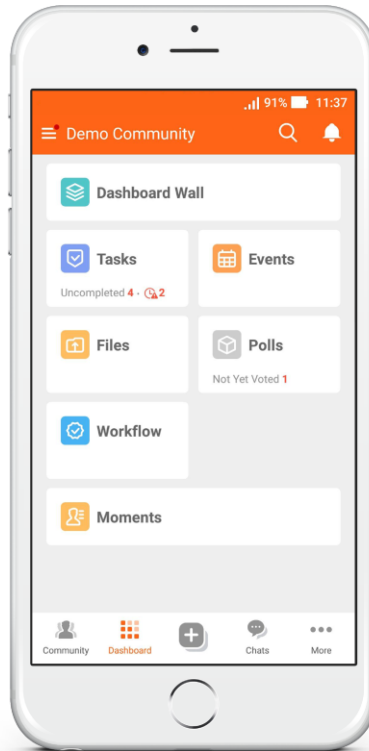 91% 11:37
Demo Community
Dashboard Wall
Tasks
Events
Uncompleted 4 · 2
Files
Polls
Not Yet Voted 1
Workflow
Moments
Community Dashboard Chats More